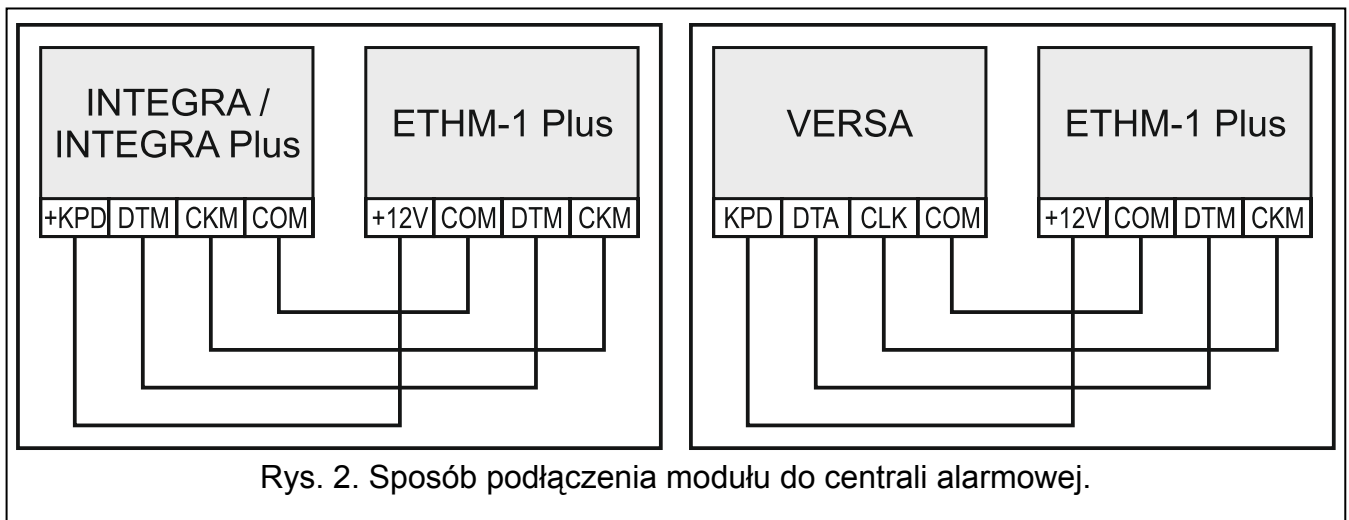 INTEGRA /
INTEGRA Plus
+KPD DTM CKM COM
ETHM-1 Plus
+12V COM DTM CKM
VERSA
KPD DTA CLK COM
ETHM-1 Plus
+12V COM DTM CKM
Rys. 2. Sposób podłączenia modułu do centrali alarmowej.